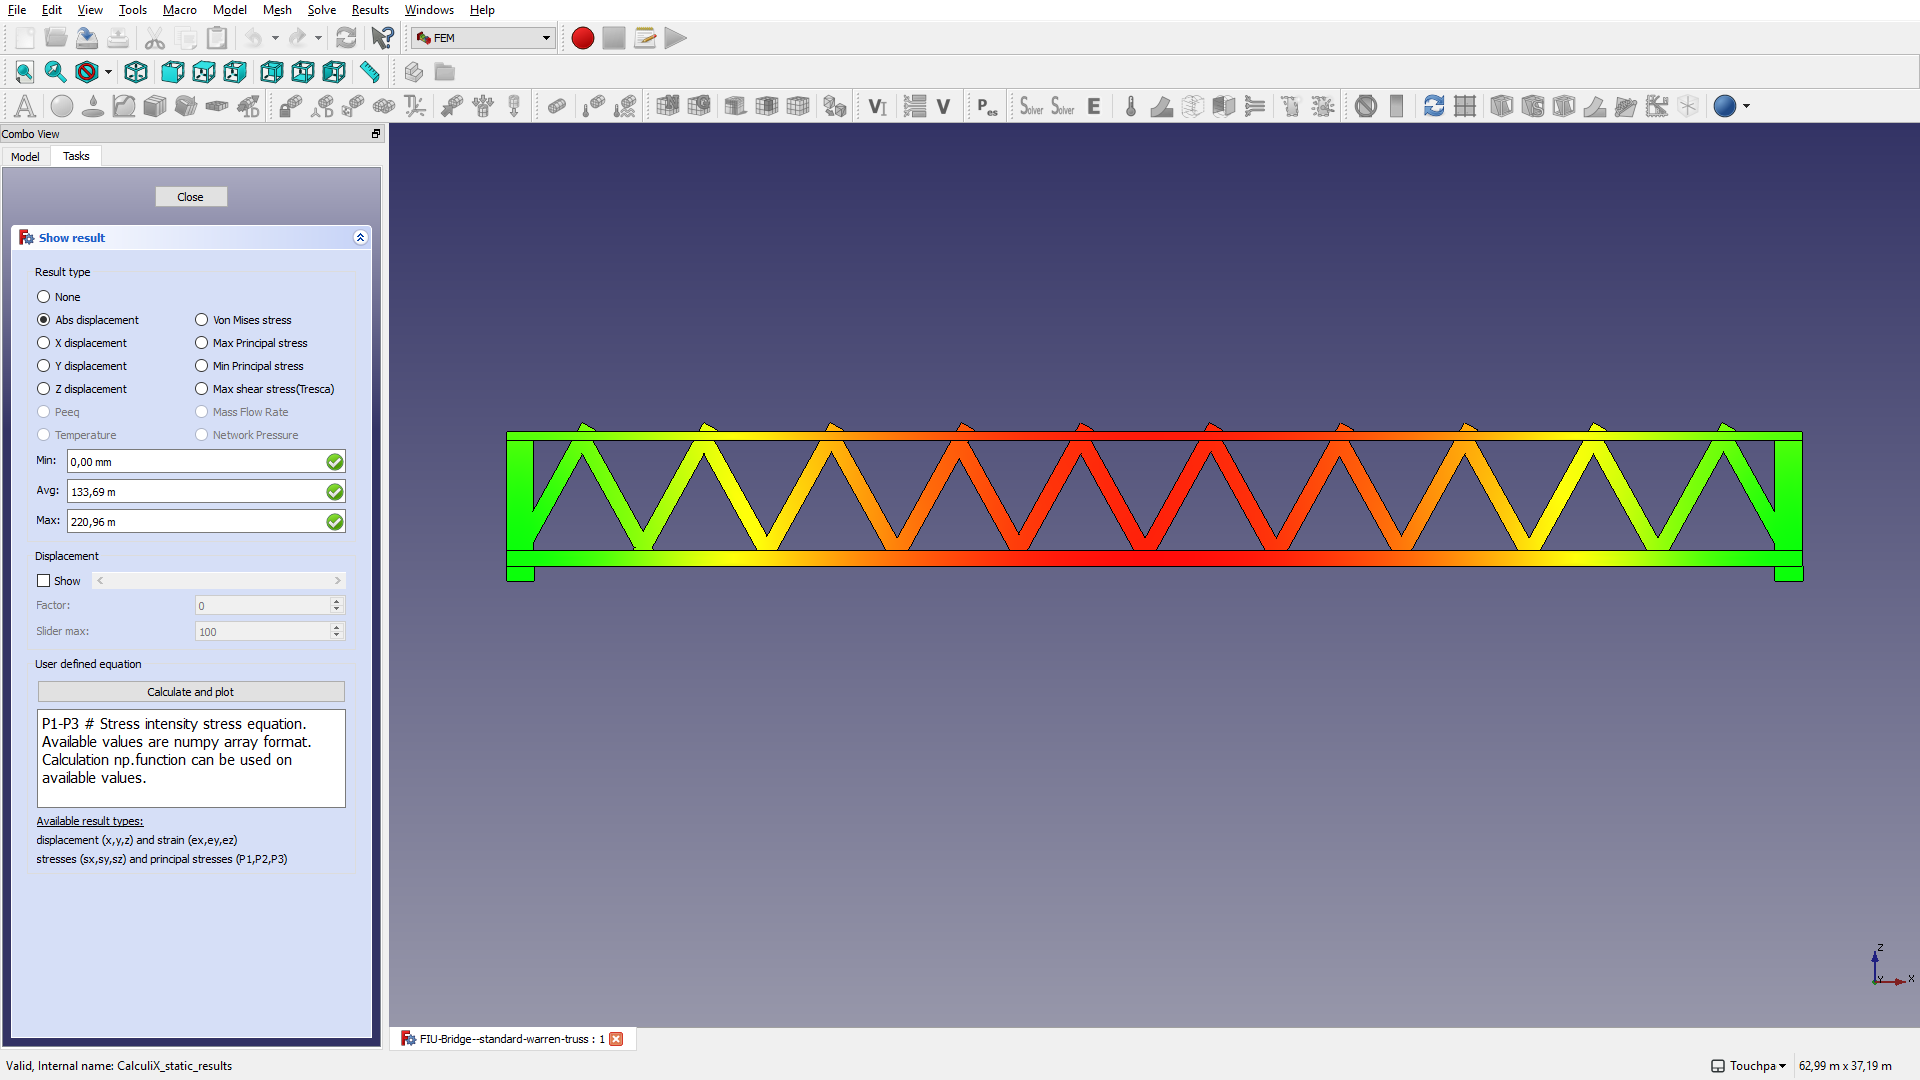 File Edit View Tools Macro Model Mesh Solve Results Windows Help
FEM
A D D VI V Pes Solver Solver E
Combo View
Model Tasks
Close
Show result
Result type
None
Abs displacement Von Mises stress
X displacement Max Principal stress
Y displacement Min Principal stress
Z displacement Max shear stress(Tresca)
Peeq Mass Flow Rate
Temperature Network Pressure
Min: 0,00 mm
Avg: 133,69 m
Max: 220,96 m
Displacement
Show
Factor: 0
Slider max: 100
User defined equation
Calculate and plot
P1-P3 # Stress intensity stress equation.
Available values are numpy array format.
Calculation np.function can be used on
available values.
Available result types:
displacement (x,y,z) and strain (ex,ey,ez)
stresses (sx,sy,sz) and principal stresses (P1,P2,P3)
Z
Y X
FIU-Bridge--standard-warren-truss : 1
Valid, Internal name: CalculiX_static_results
Touchpa 62,99 m x 37,19 m